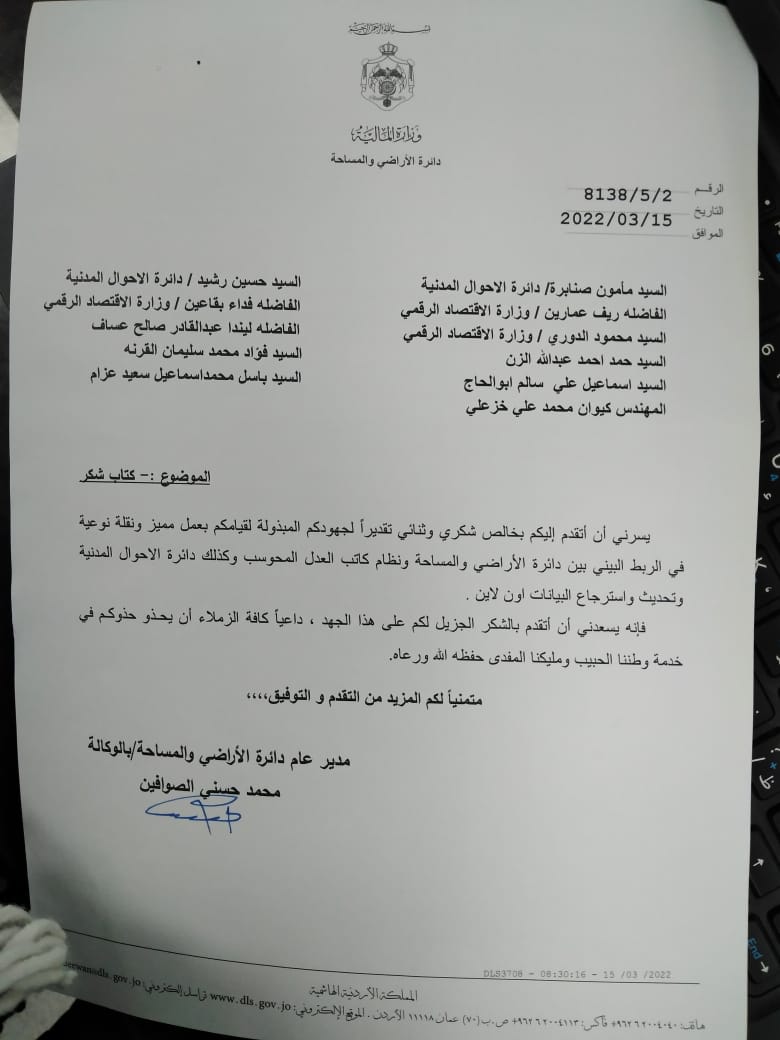 بسم الله الرحمن الرحيم
وزارة المالية
دائرة الأراضي والمساحة
الرقم 8138/5/2
التاريخ 2022/03/15
الموافق
السيد مأمون صنابرة/ دائرة الاحوال المدنية
الفاضله ريف عمارين / وزارة الاقتصاد الرقمي
السيد محمود الدوري / وزارة الاقتصاد الرقمي
السيد حمد احمد عبدالله الزن
السيد اسماعيل علي سالم ابوالحاج
المهندس كيوان محمد علي خزعلي
السيد حسين رشيد / دائرة الاحوال المدنية
الفاضله فداء بقاعين / وزارة الاقتصاد الرقمي
الفاضله ليندا عبدالقادر صالح عساف
السيد فؤاد محمد سليمان القرنه
السيد باسل محمداسماعيل سعيد عزام
الموضوع :- كتاب شكر
يسرني أن أتقدم إليكم بخالص شكري وثنائي تقديراً لجهودكم المبذولة لقيامكم بعمل مميز ونقلة نوعية
في الربط البيني بين دائرة الأراضي والمساحة ونظام كاتب العدل المحوسب وكذلك دائرة الاحوال المدنية
وتحديث واسترجاع البيانات اون لاين .
فإنه يسعدني أن أتقدم بالشكر الجزيل لكم على هذا الجهد ، داعياً كافة الزملاء أن يحذو حذوكم في
خدمة وطننا الحبيب ومليكنا المفدى حفظه الله ورعاه.
متمنياً لكم المزيد من التقدم و التوفيق،،،،
مدير عام دائرة الأراضي والمساحة/بالوكالة
محمد حسني الصوافين
DLS3708 - 08:30:16 - 15 /03 /2022
المملكة الأردنية الهاشمية
هاتف: ٩٦٢٦٢٠٠٤٠٤٠+ فاكس: ٩٦٢٦٢٠٠٤١١٣+ ص.ب (٧٠) عمان ١١١١٨ الأردن . الموقع الإلكتروني: www.dls.gov.jo تراسل إلكتروني: eewan@dls.gov.jo
End